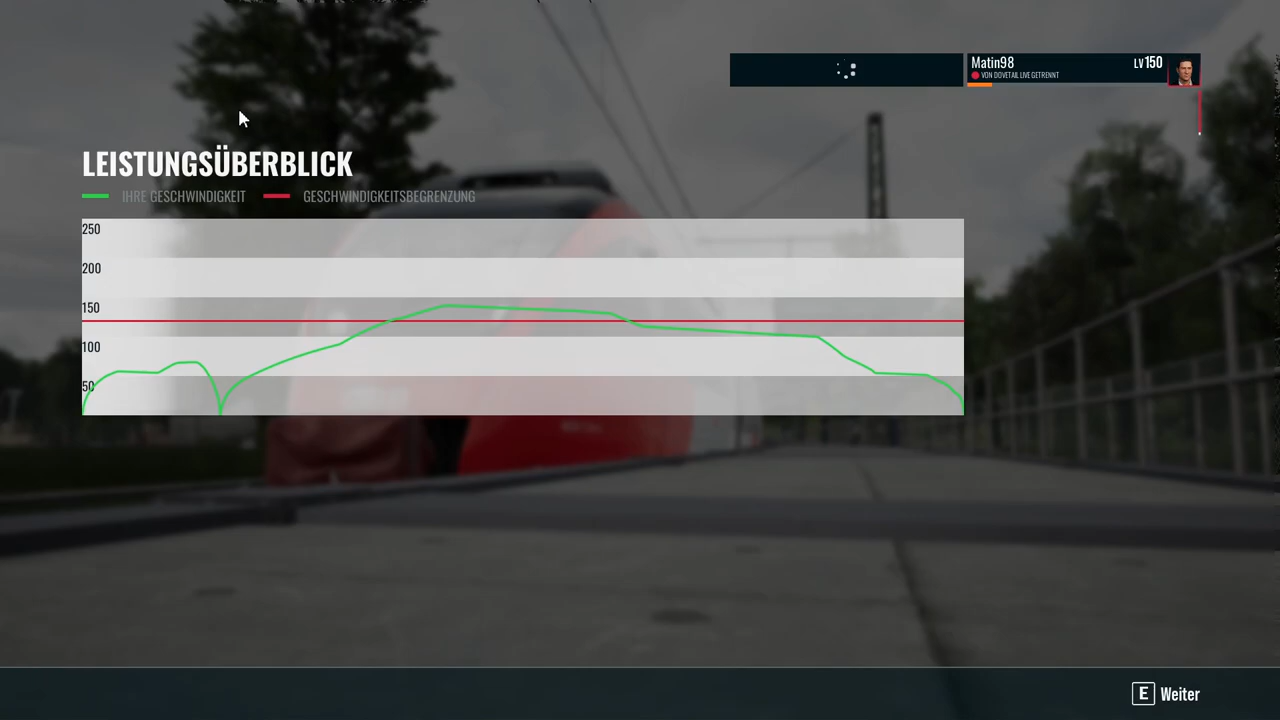 Matin98
LV150
VON DOVETAIL LIVE GETRENNT
LEISTUNGSÜBERBLICK
IHRE GESCHWINDIGKEIT
GESCHWINDIGKEITSBEGRENZUNG
250
200
150
100
50
E Weiter